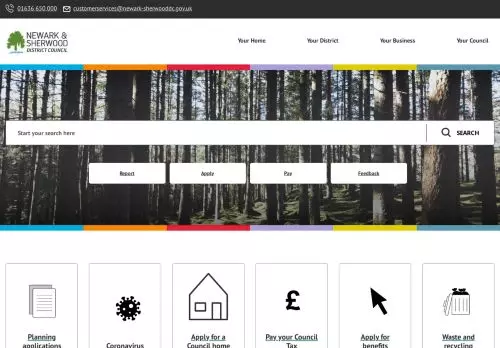 01636 650 000 customerservices@newark-sherwooddc.gov.uk
NEWARK &
SHERWOOD
DISTRICT COUNCIL
Your Home Your District Your Business Your Council
Start your search here SEARCH
Report Apply Pay Feedback
Planning applications
Coronavirus
Apply for a Council home
Pay your Council Tax
Apply for benefits
Waste and recycling